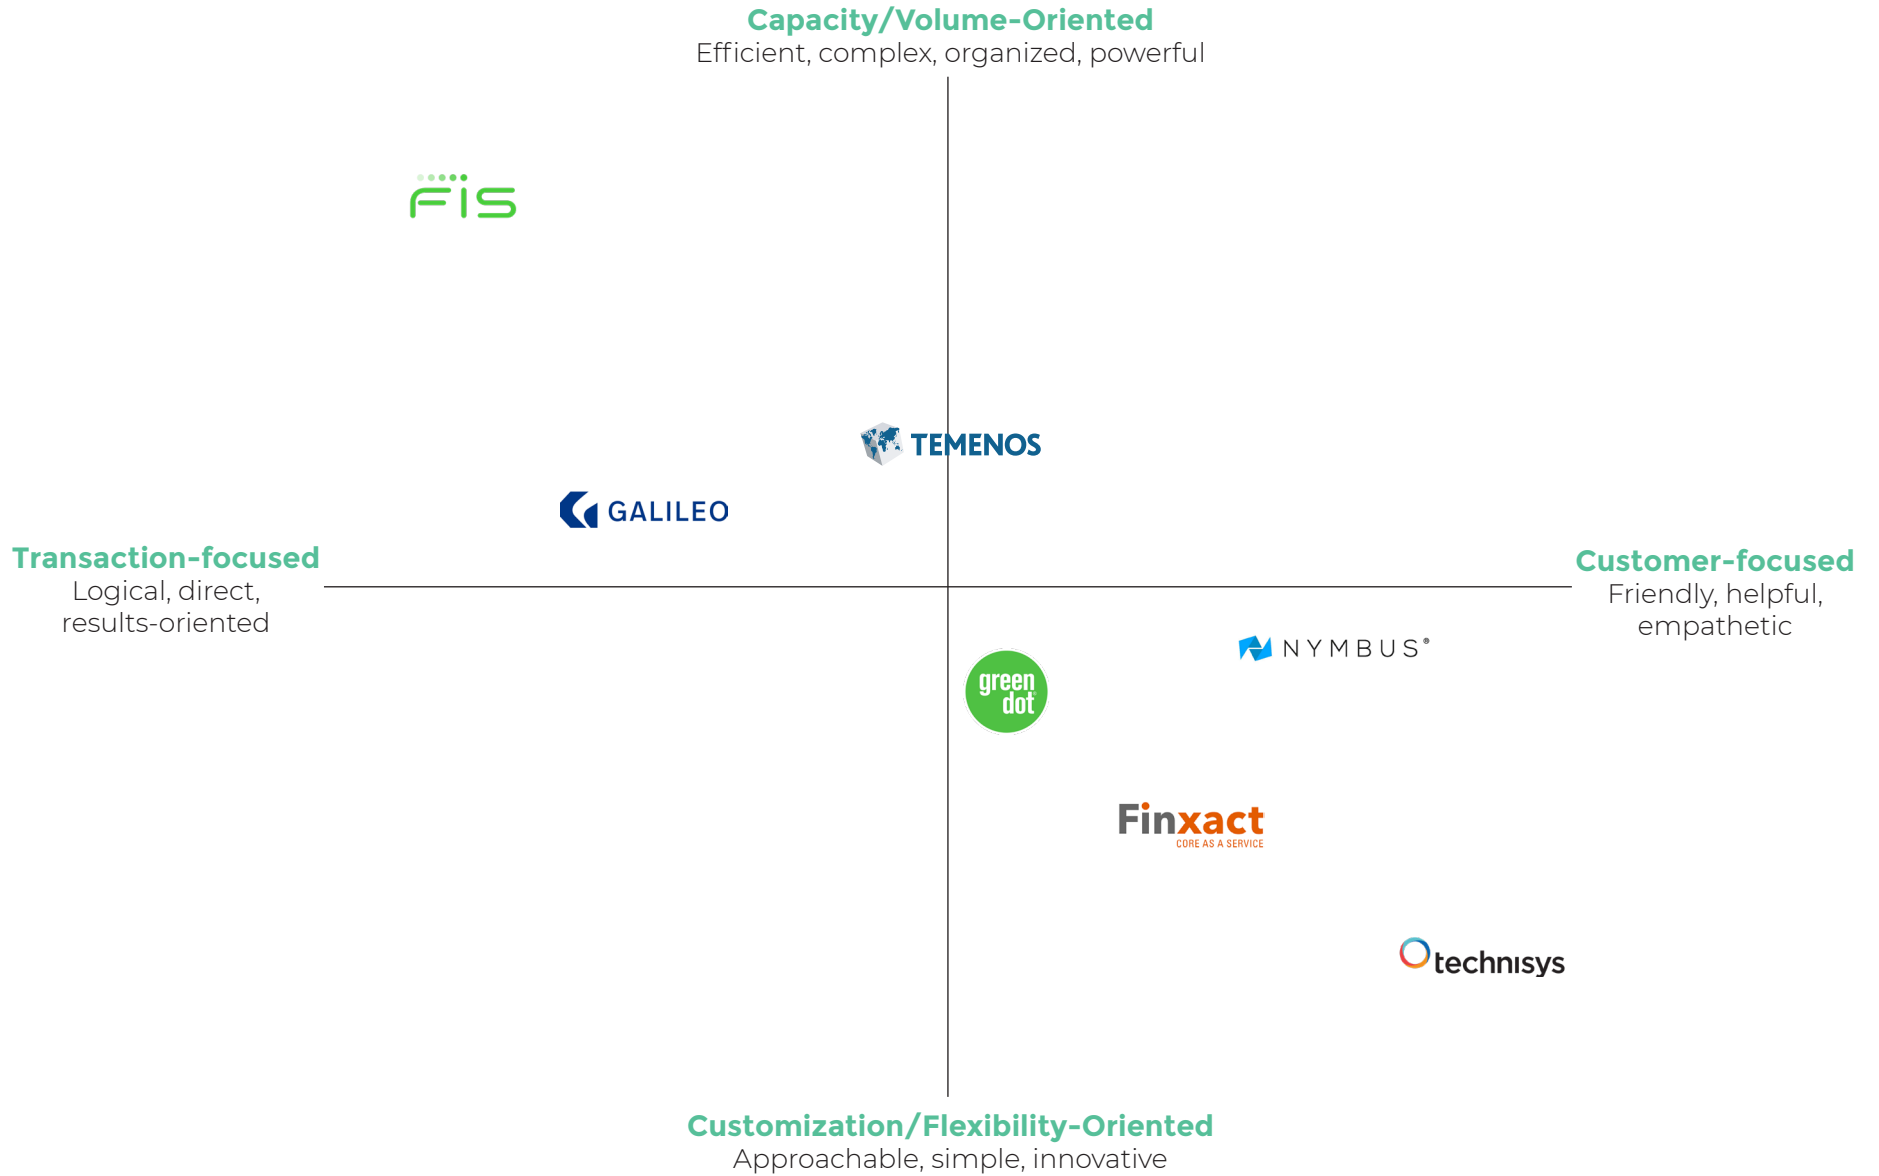 Capacity/Volume-Oriented
Efficient, complex, organized, powerful
FIS
TEMENOS
GALILEO
Transaction-focused
Logical, direct,
results-oriented
Customer-focused
Friendly, helpful,
empathetic
NYMBUS®
green
dot
Finxact
CORE AS A SERVICE
technisys
Customization/Flexibility-Oriented
Approachable, simple, innovative